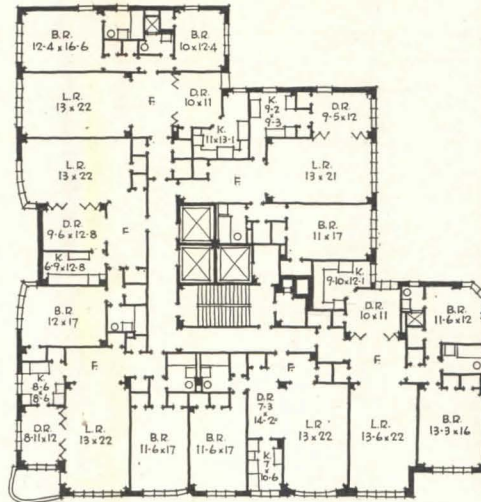 B.R.
12-4 x 16-6
B.R.
10 x 12-4
L.R.
13 x 22
F.
D.R.
10 x 11
K.
11 x 13-1
K.
9-2
x
9-3
D.R.
9-5 x 12
L.R.
13 x 22
F.
L.R.
13 x 21
D.R.
9-6 x 12-8
F.
B.R.
11 x 17
K.
6-9 x 12-8
K.
9-10 x 12-1
B.R.
12 x 17
D.R.
10 x 11
B.R.
11-6 x 12
F.
K.
8-6
x
8-6
F.
F.
D.R.
8-11 x 12
L.R.
13 x 22
B.R.
11-6 x 17
B.R.
11-6 x 17
D.R.
7-3
x
14-2
L.R.
13 x 22
L.R.
13-6 x 22
B.R.
13-3 x 16
K.
7
x
10-6